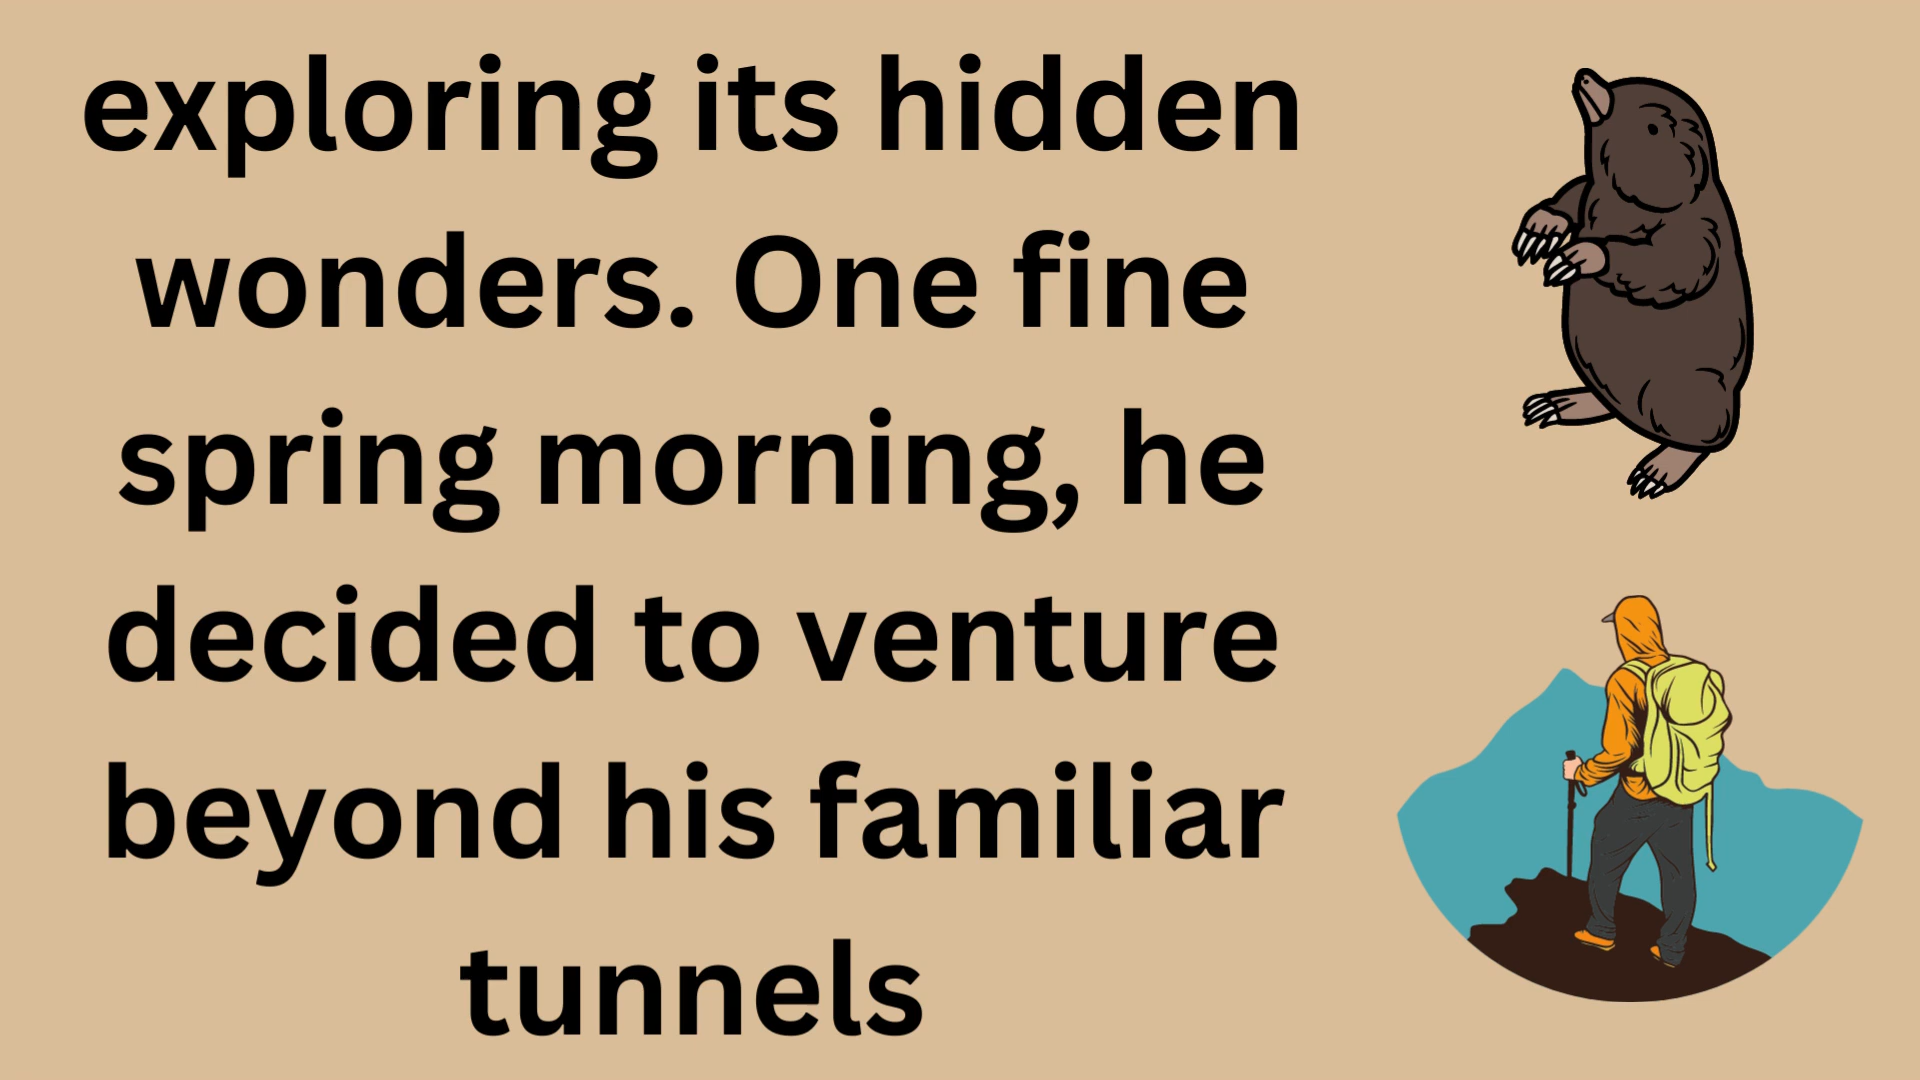 exploring its hidden
wonders. One fine
spring morning, he
decided to venture
beyond his familiar
tunnels